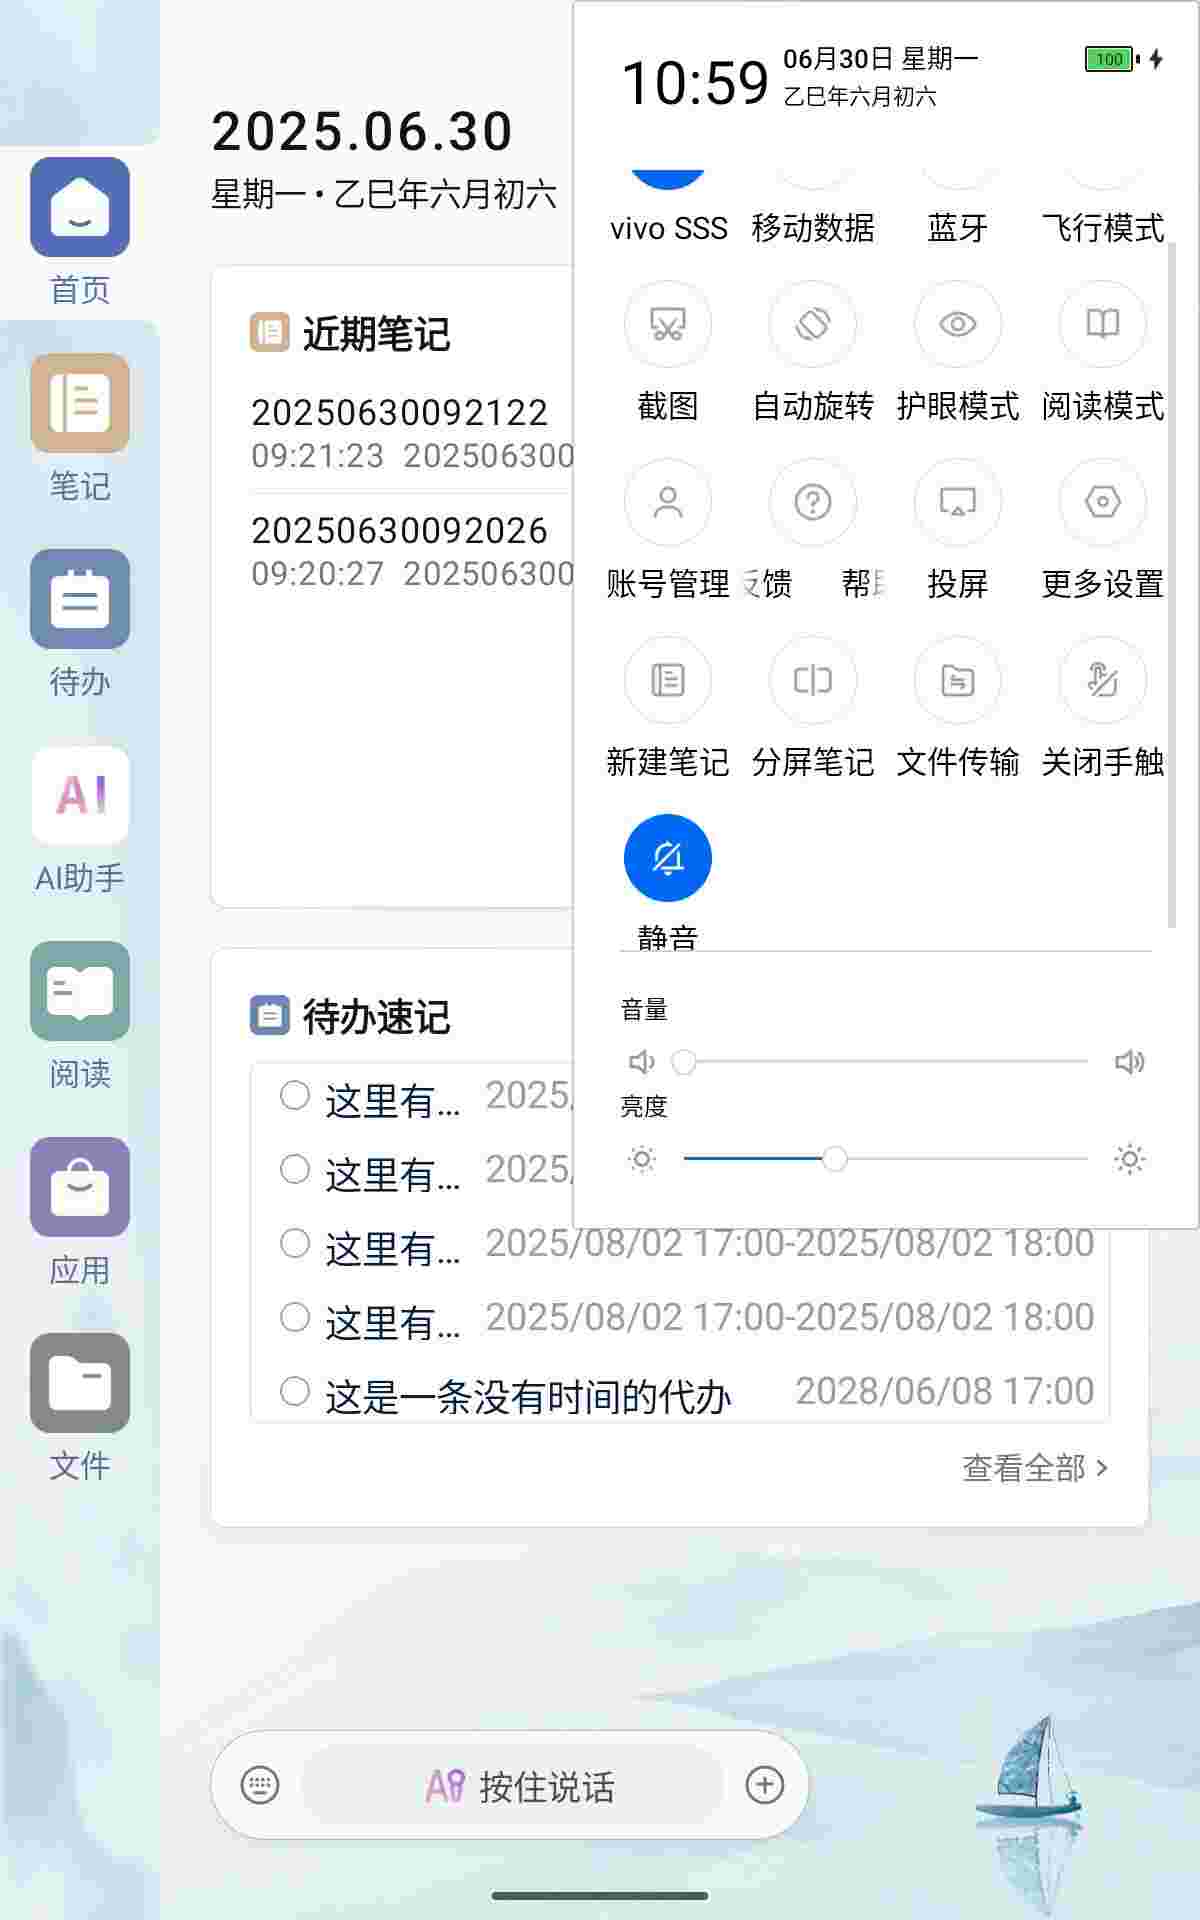 10:59
06月30日 星期一
乙巳年六月初六
100
2025.06.30
星期一 • 乙巳年六月初六
首页
笔记
待办
AI
AI助手
阅读
应用
文件
近期笔记
20250630092122
09:21:23 202506300
20250630092026
09:20:27 202506300
vivo SSS 移动数据 蓝牙 飞行模式
截图 自动旋转 护眼模式 阅读模式
账号管理 反馈 帮助 投屏 更多设置
新建笔记 分屏笔记 文件传输 关闭手触
静音
音量
亮度
待办速记
这里有... 2025/
这里有... 2025/
这里有... 2025/08/02 17:00-2025/08/02 18:00
这里有... 2025/08/02 17:00-2025/08/02 18:00
这是一条没有时间的代办 2028/06/08 17:00
查看全部 >
AI 按住说话